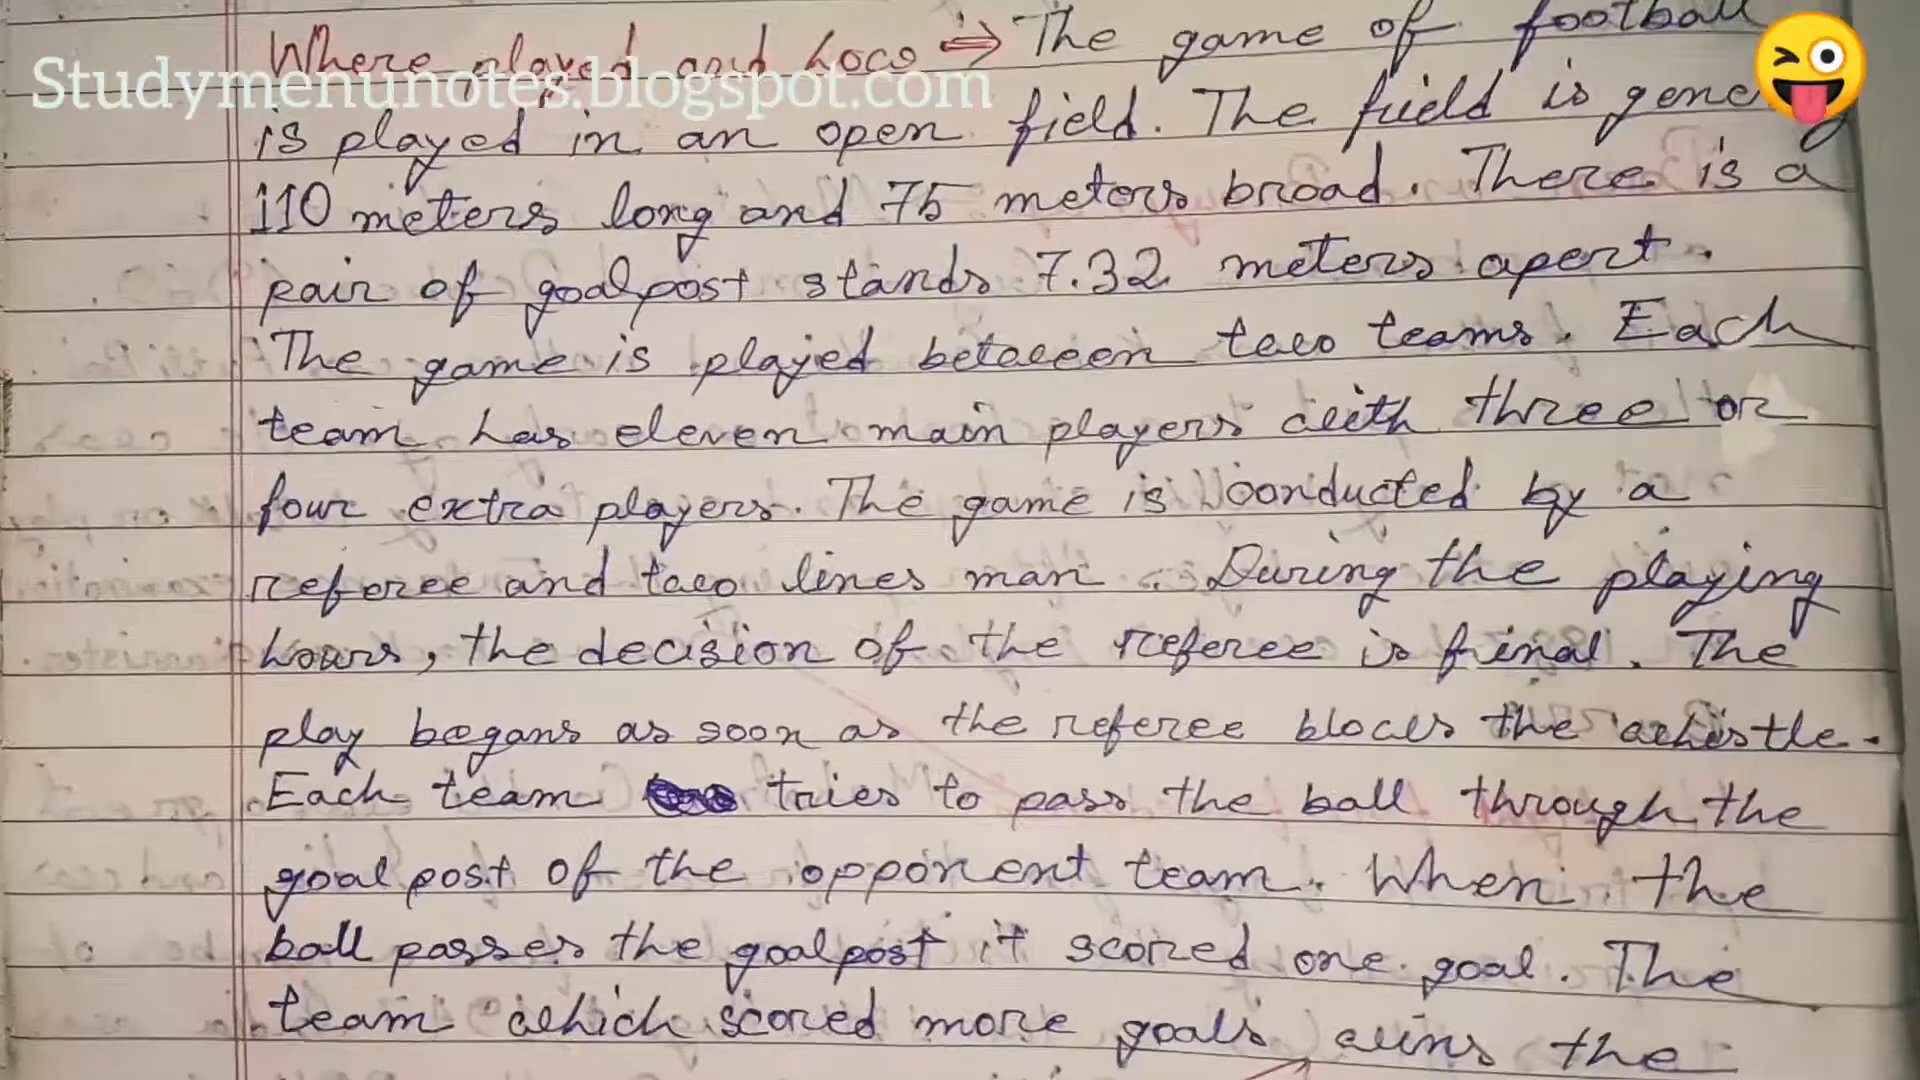 Where played and how ⇒ The game of football
Studymenunotes.blogspot.com
is played in an open field. The field is gene
110 meters long and 75 meters broad. There is a
pair of goalpost stands 7.32 meters apert.
The game is played between two teams. Each
team has eleven main players with three or
four extra players. The game is conducted by a
referee and two lines man. During the playing
hours, the decision of the referee is final. The
play begans as soon as the referee blows the whistle.
Each team tries to pass the ball through the
goalpost of the opponent team. When the
ball passes the goalpost it scored one goal. The
team which scored more goals wins the